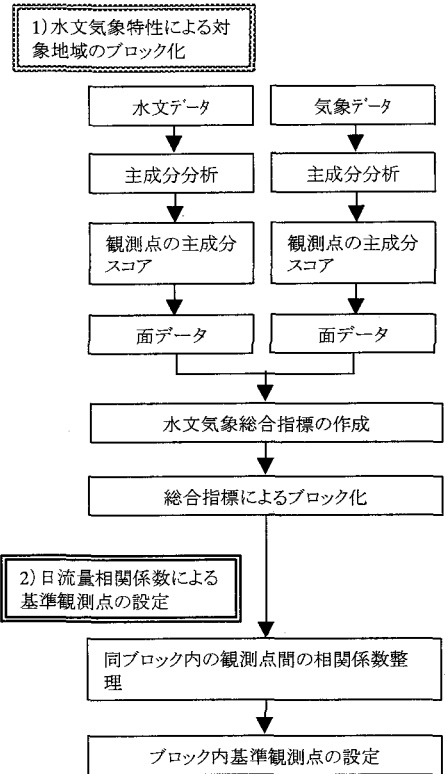 1)水文気象特性による対
象地域のブロック化
水文データ
気象データ
主成分分析
主成分分析
観測点の主成分
スコア
観測点の主成分
スコア
面データ
面データ
水文気象総合指標の作成
総合指標によるブロック化
2)日流量相関係数による
基準観測点の設定
同ブロック内の観測点間の相関係数整
理
ブロック内基準観測点の設定